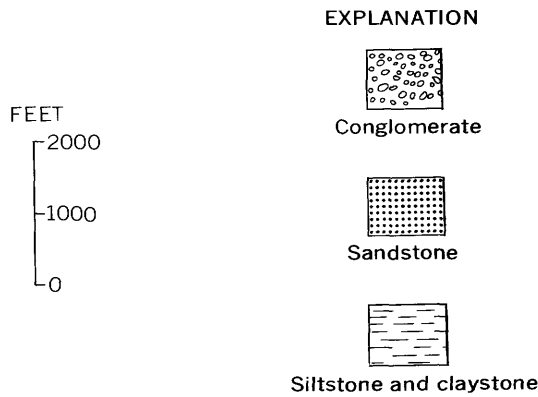 EXPLANATION
Conglomerate
FEET
2000
1000
0
Sandstone
Siltstone and claystone